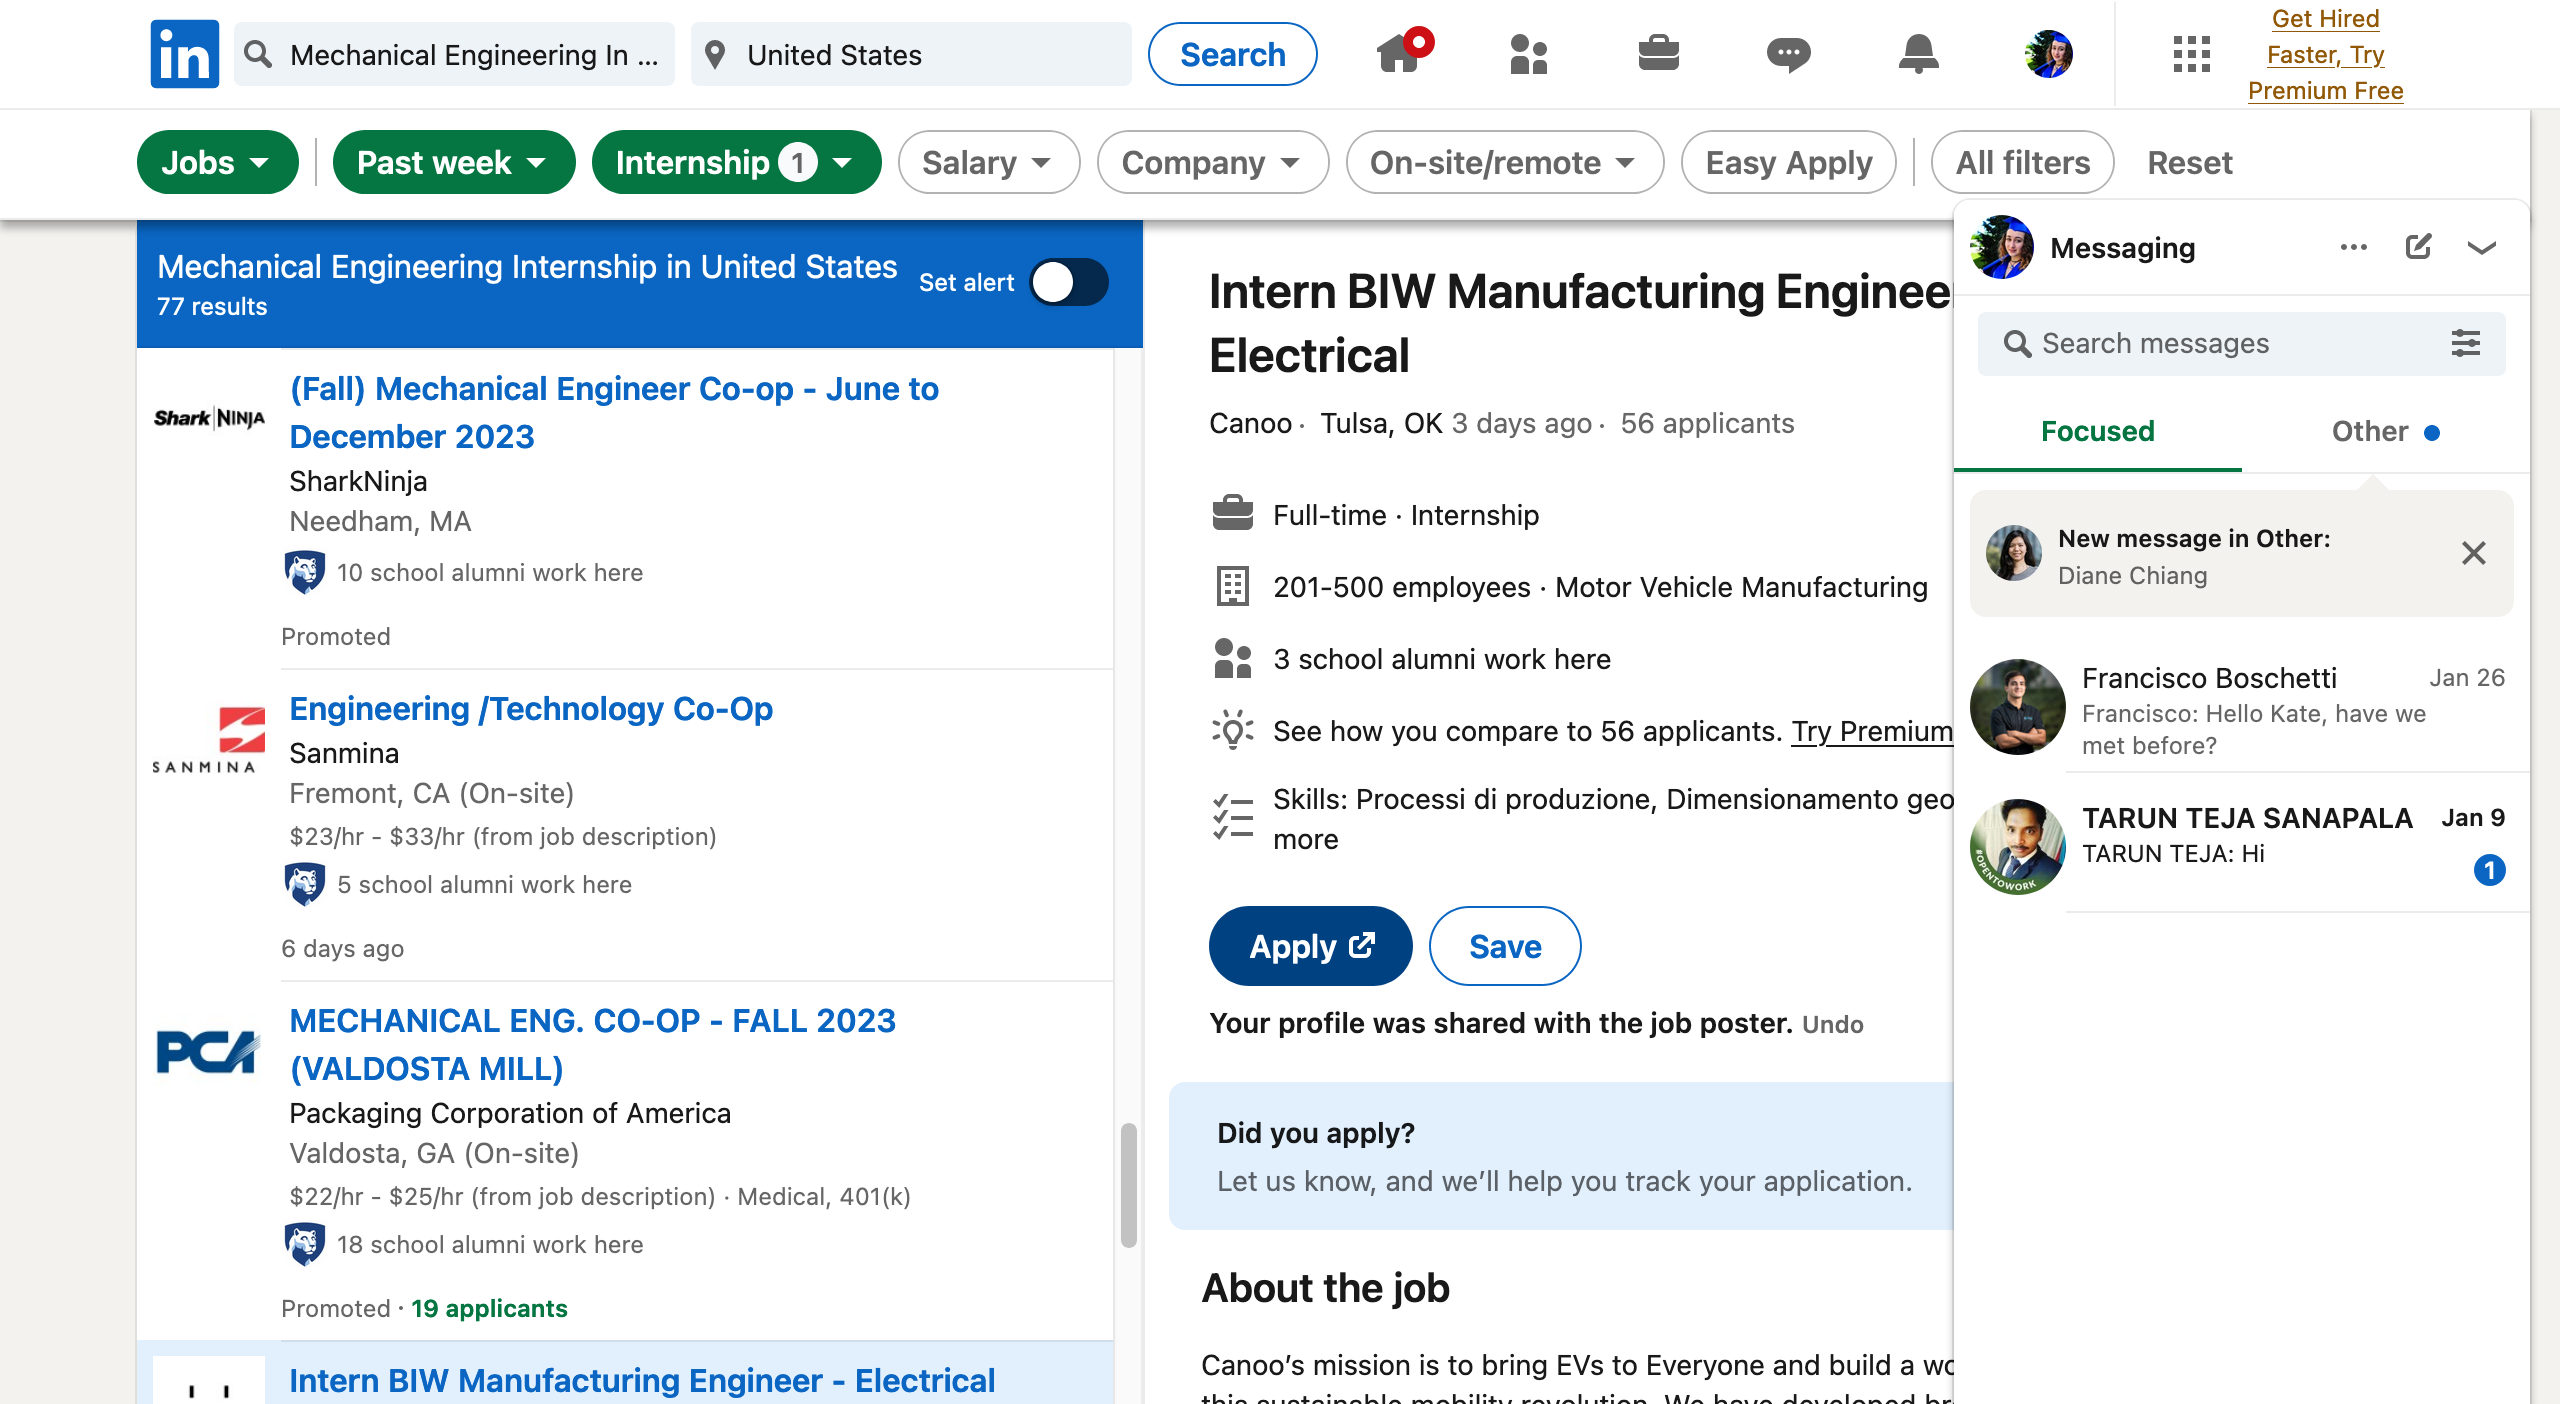 in
Mechanical Engineering In ...
United States
Search
Get Hired
Faster, Try
Premium Free
Jobs
Past week
Internship 1
Salary
Company
On-site/remote
Easy Apply
All filters
Reset
Mechanical Engineering Internship in United States
77 results
Set alert
Shark NINJA
(Fall) Mechanical Engineer Co-op - June to
December 2023
SharkNinja
Needham, MA
10 school alumni work here
Promoted
SANMINA
Engineering /Technology Co-Op
Sanmina
Fremont, CA (On-site)
$23/hr - $33/hr (from job description)
5 school alumni work here
6 days ago
PCA
MECHANICAL ENG. CO-OP - FALL 2023
(VALDOSTA MILL)
Packaging Corporation of America
Valdosta, GA (On-site)
$22/hr - $25/hr (from job description) · Medical, 401(k)
18 school alumni work here
Promoted · 19 applicants
Intern BIW Manufacturing Engineer - Electrical
Intern BIW Manufacturing Engineer
Electrical
Canoo · Tulsa, OK 3 days ago · 56 applicants
Full-time · Internship
201-500 employees · Motor Vehicle Manufacturing
3 school alumni work here
See how you compare to 56 applicants. Try Premium
Skills: Processi di produzione, Dimensionamento geo
more
Apply
Save
Your profile was shared with the job poster. Undo
Did you apply?
Let us know, and we’ll help you track your application.
About the job
Canoo’s mission is to bring EVs to Everyone and build a
this sustainable mobility revolution. We have developed
Messaging
Search messages
Focused
Other
New message in Other:
Diane Chiang
Francisco Boschetti Jan 26
Francisco: Hello Kate, have we
met before?
#OPENTOWORK
TARUN TEJA SANAPALA Jan 9
TARUN TEJA: Hi
1